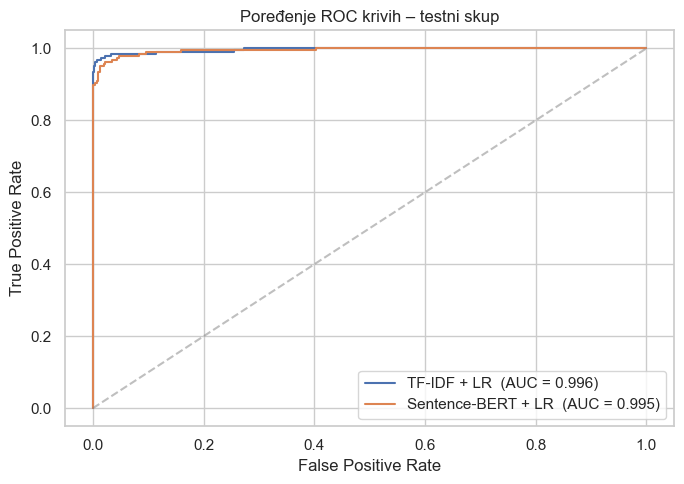 Poređenje ROC krivih – testni skup
True Positive Rate
1.0
0.8
0.6
0.4
0.2
0.0
TF-IDF + LR  (AUC = 0.996)
Sentence-BERT + LR  (AUC = 0.995)
0.0 0.2 0.4 0.6 0.8 1.0
False Positive Rate